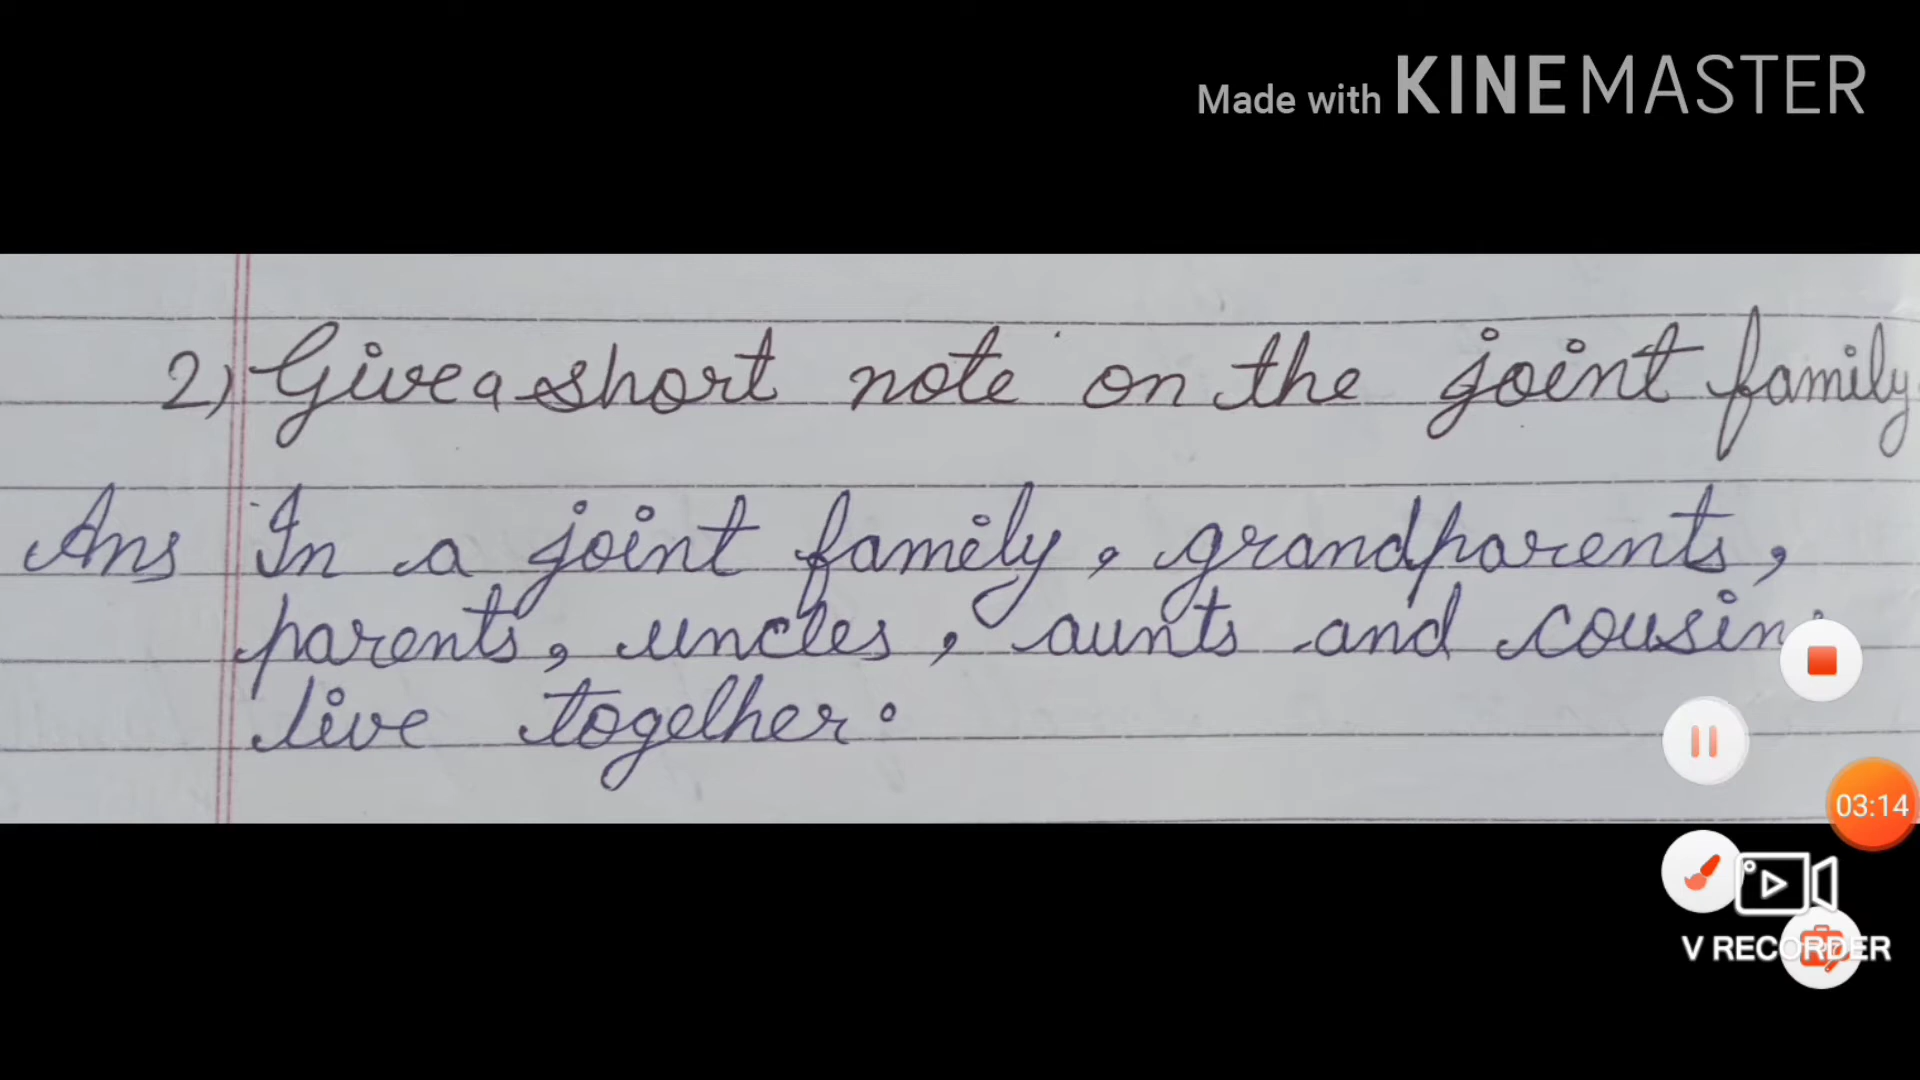 Made with KINEMASTER
2) Give a short note on the joint family
Ans In a joint family, grandparents,
parents, uncles, aunts and cousin
live together.
03:14
V RECORDER